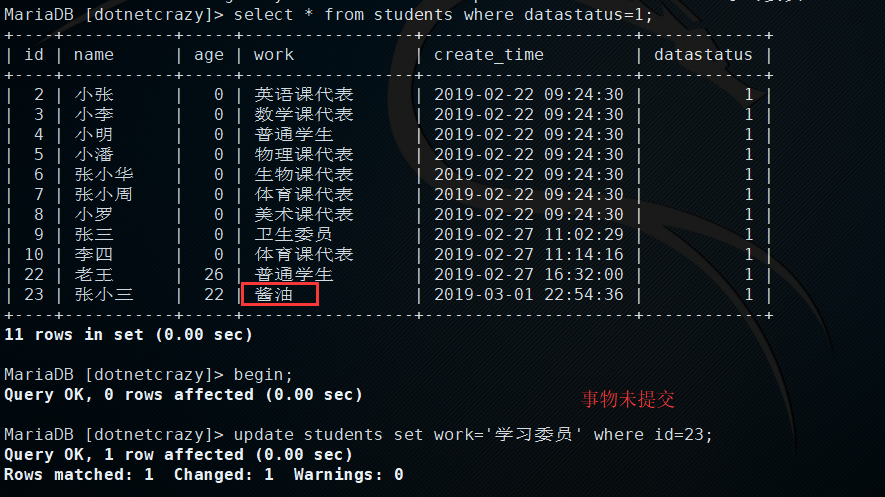 MariaDB [dotnetcrazy]> select * from students where datastatus=1;
+----+-----------+-----+-----------------+---------------------+------------+
| id | name      | age | work            | create_time         | datastatus |
+----+-----------+-----+-----------------+---------------------+------------+
|  2 | 小张      |   0 | 英语课代表      | 2019-02-22 09:24:30 |          1 |
|  3 | 小李      |   0 | 数学课代表      | 2019-02-22 09:24:30 |          1 |
|  4 | 小明      |   0 | 普通学生        | 2019-02-22 09:24:30 |          1 |
|  5 | 小潘      |   0 | 物理课代表      | 2019-02-22 09:24:30 |          1 |
|  6 | 张小华    |   0 | 生物课代表      | 2019-02-22 09:24:30 |          1 |
|  7 | 张小周    |   0 | 体育课代表      | 2019-02-22 09:24:30 |          1 |
|  8 | 小罗      |   0 | 美术课代表      | 2019-02-22 09:24:30 |          1 |
|  9 | 张三      |   0 | 卫生委员        | 2019-02-27 11:02:29 |          1 |
| 10 | 李四      |   0 | 体育课代表      | 2019-02-27 11:14:16 |          1 |
| 22 | 老王      |  26 | 普通学生        | 2019-02-27 16:32:00 |          1 |
| 23 | 张小三    |  22 | 酱油            | 2019-03-01 22:54:36 |          1 |
+----+-----------+-----+-----------------+---------------------+------------+
11 rows in set (0.00 sec)
MariaDB [dotnetcrazy]> begin;
Query OK, 0 rows affected (0.00 sec)
事物未提交
MariaDB [dotnetcrazy]> update students set work='学习委员' where id=23;
Query OK, 1 row affected (0.00 sec)
Rows matched: 1  Changed: 1  Warnings: 0